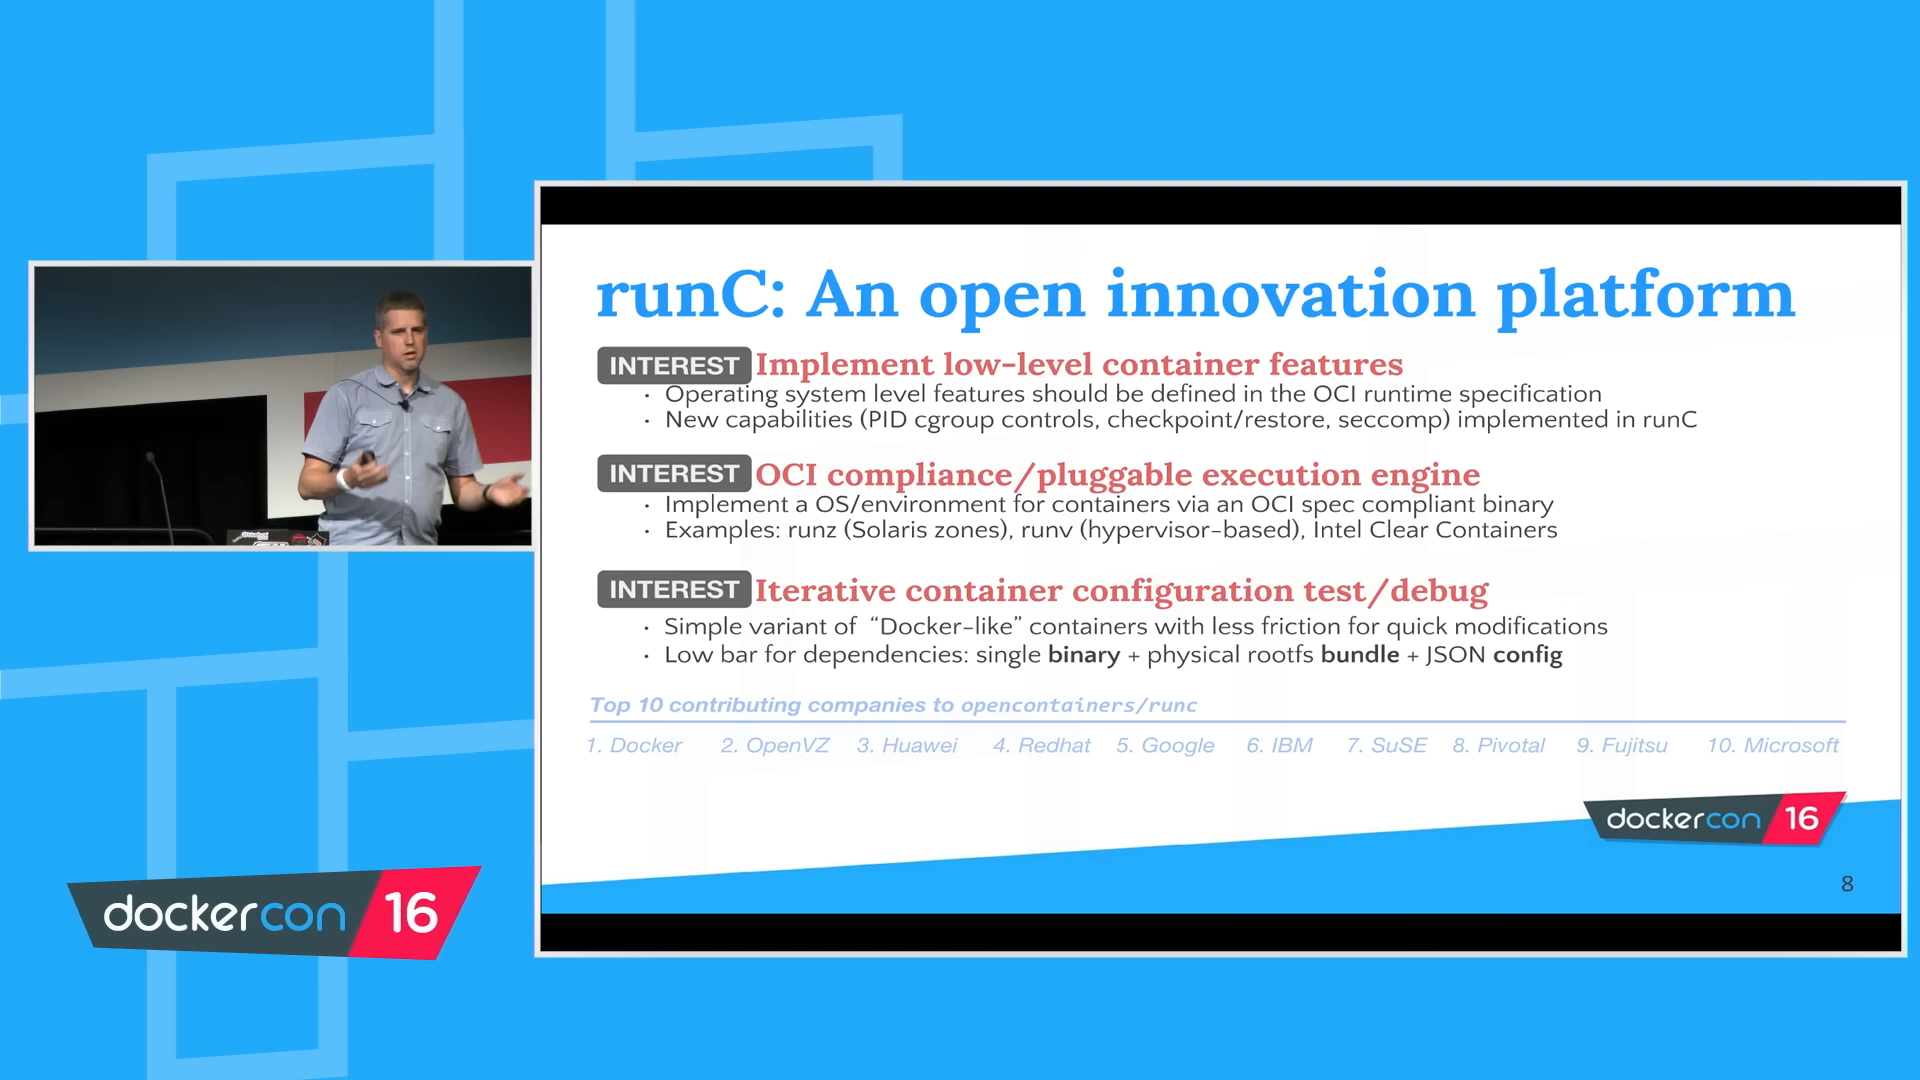 runC: An open innovation platform
INTEREST Implement low-level container features
· Operating system level features should be defined in the OCI runtime specification
· New capabilities (PID cgroup controls, checkpoint/restore, seccomp) implemented in runC
INTEREST OCI compliance/pluggable execution engine
· Implement a OS/environment for containers via an OCI spec compliant binary
· Examples: runz (Solaris zones), runv (hypervisor-based), Intel Clear Containers
INTEREST Iterative container configuration test/debug
· Simple variant of “Docker-like” containers with less friction for quick modifications
· Low bar for dependencies: single binary + physical rootfs bundle + JSON config
Top 10 contributing companies to opencontainers/runc
1. Docker 2. OpenVZ 3. Huawei 4. Redhat 5. Google 6. IBM 7. SuSE 8. Pivotal 9. Fujitsu 10. Microsoft
dockercon 16
8
dockercon 16